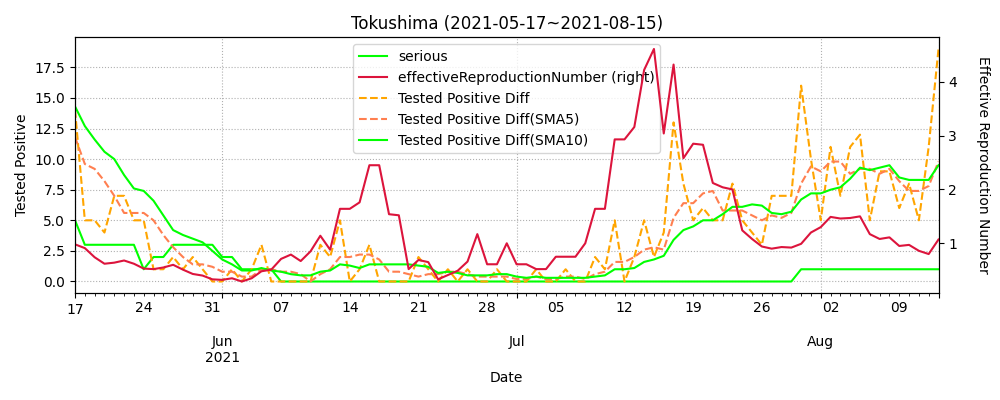 Tokushima (2021-05-17~2021-08-15)
serious
effectiveReproductionNumber (right)
Tested Positive Diff
Tested Positive Diff(SMA5)
Tested Positive Diff(SMA10)
Tested Positive
17.5
15.0
12.5
10.0
7.5
5.0
2.5
0.0
4
3
2
1
Effective Reproduction Number
17 24 07 14 21 28 05 12 19 26 02 09
Jun Jul Aug
2021
Date